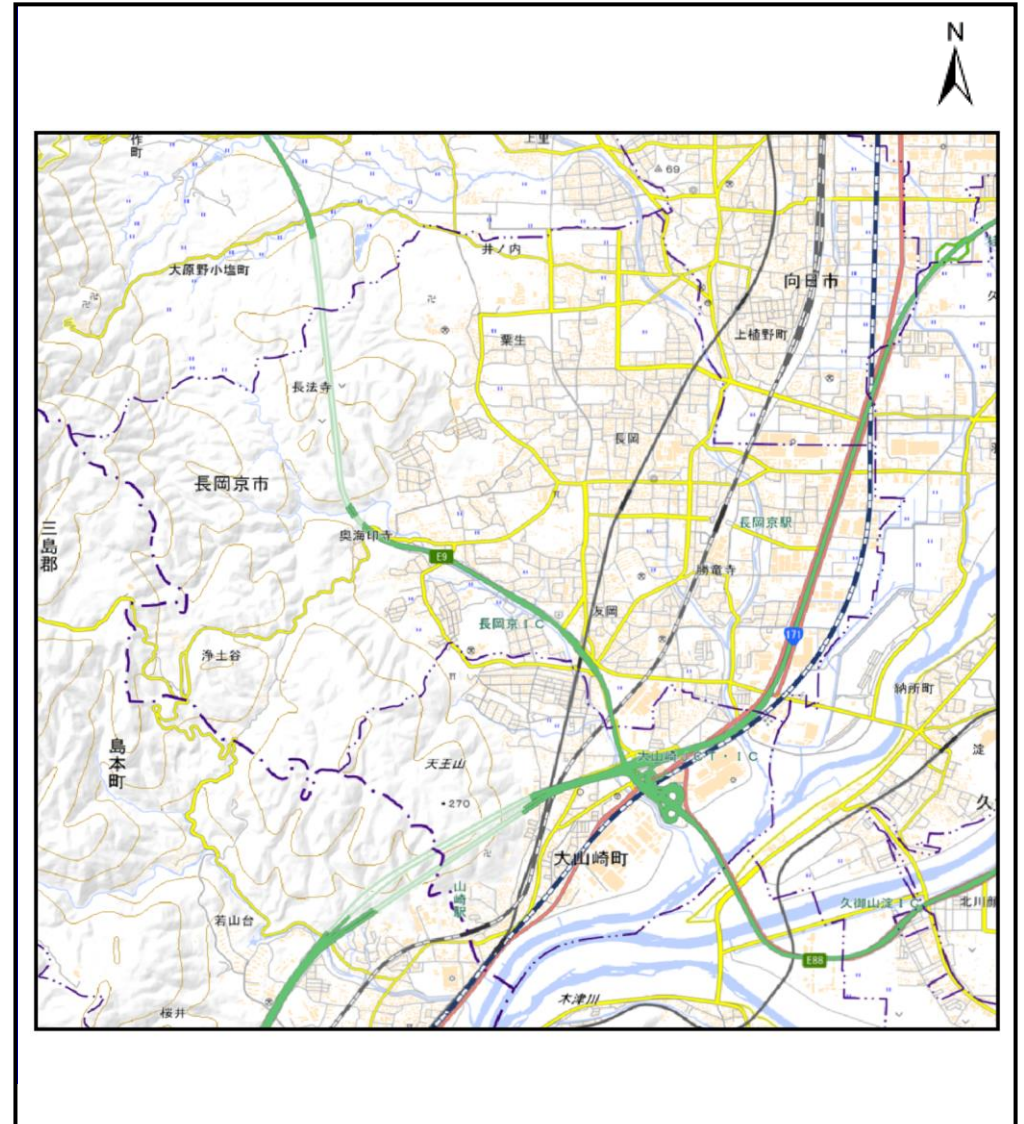 N
作町
上里
69
井ノ内
大原野小塩町
向日市
粟生
上植野町
長法寺
長岡
長岡京市
三島郡
長岡京駅
奥海印寺
E9
勝竜寺
友岡
長岡京IC
171
浄土谷
納所町
島本町
淀
天王山
大山崎JCT・IC
270
久
大山崎町
山崎駅
久御山淀IC
若山台
E88
木津川
桜井